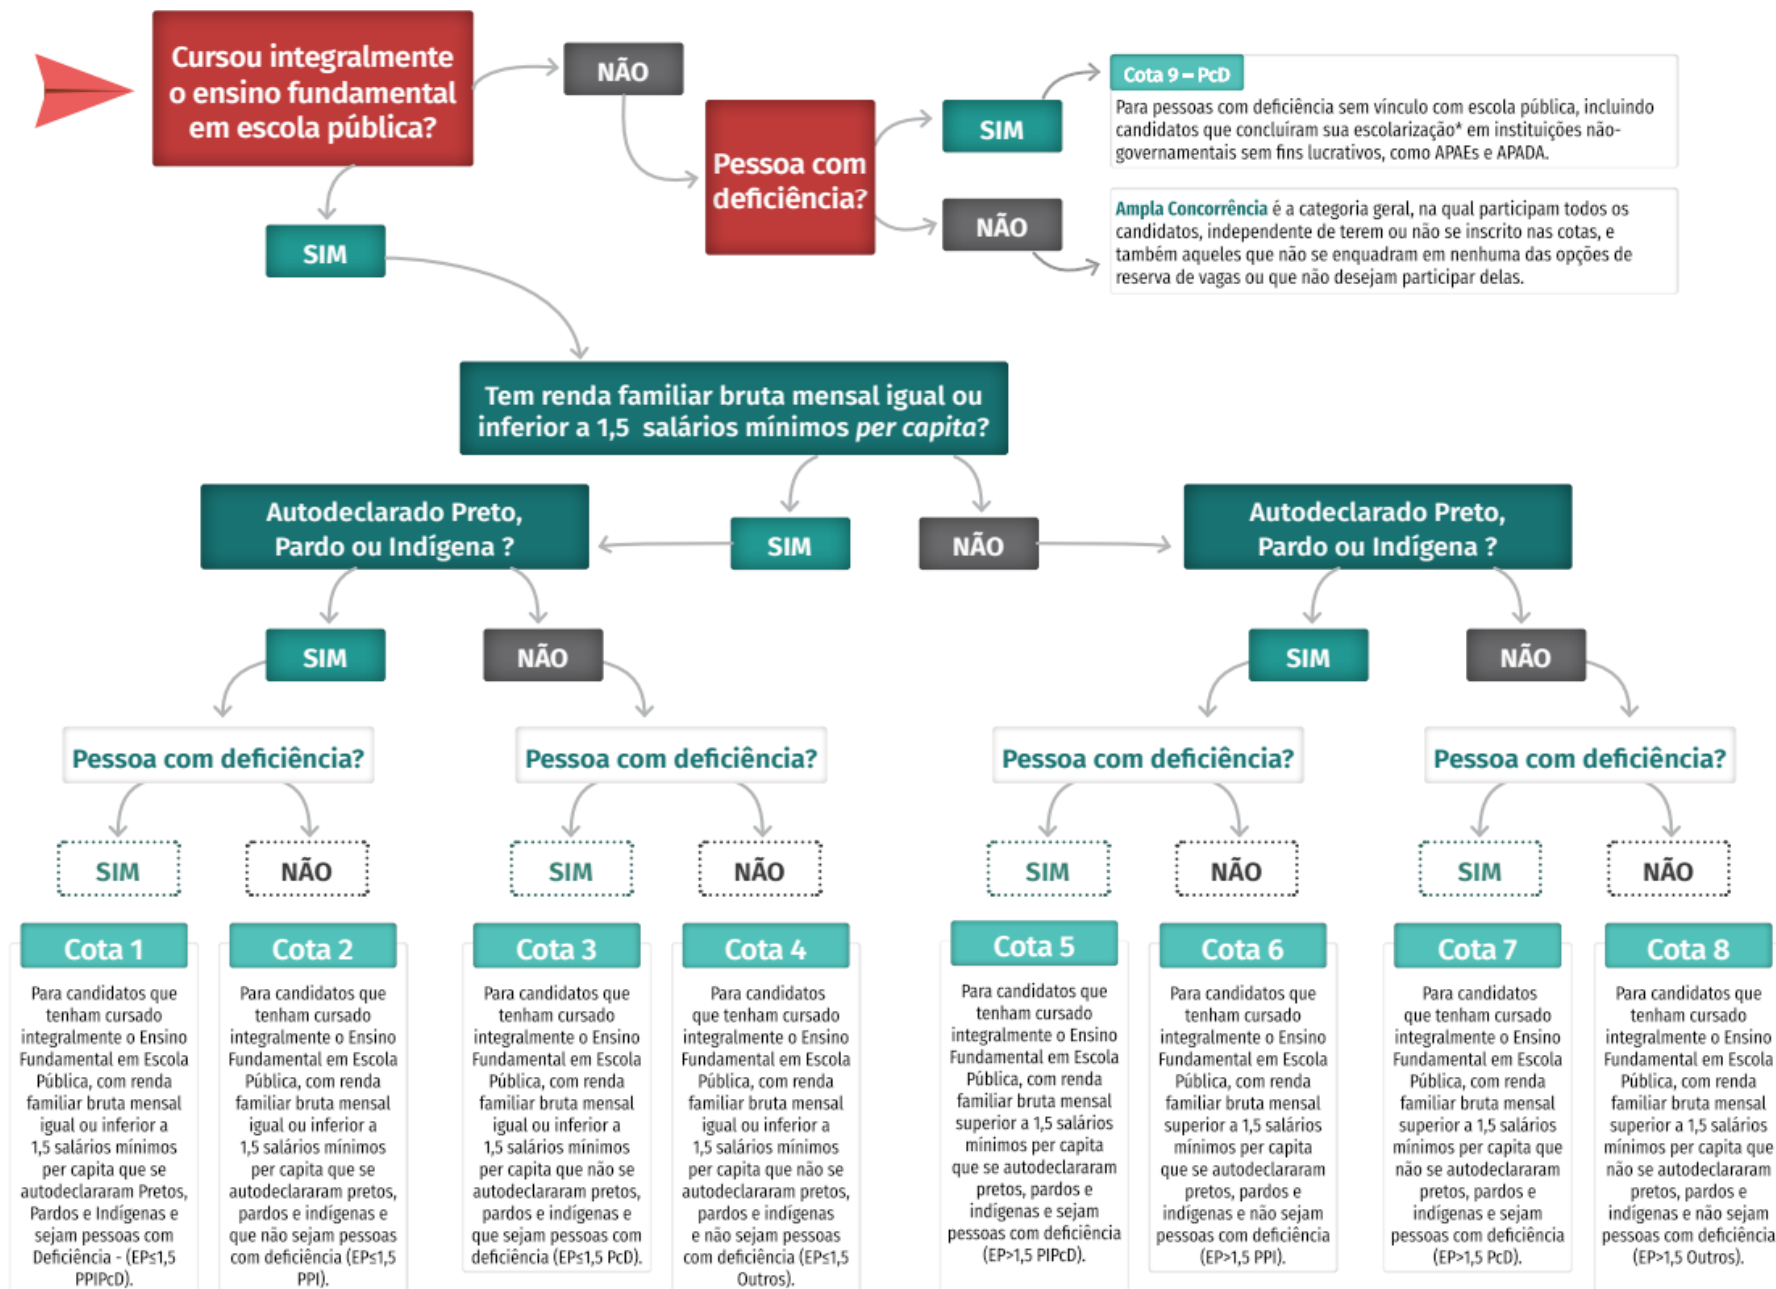 Cursou integralmente
o ensino fundamental
em escola pública?
NÃO
SIM
Pessoa com
deficiência?
SIM
NÃO
Cota 9 – PcD
Para pessoas com deficiência sem vínculo com escola pública, incluindo
candidatos que concluíram sua escolarização* em instituições não-
governamentais sem fins lucrativos, como APAEs e APADA.
Ampla Concorrência é a categoria geral, na qual participam todos os
candidatos, independente de terem ou não se inscrito nas cotas, e
também aqueles que não se enquadram em nenhuma das opções de
reserva de vagas ou que não desejam participar delas.
Tem renda familiar bruta mensal igual ou
inferior a 1,5 salários mínimos per capita?
SIM
NÃO
Autodeclarado Preto,
Pardo ou Indígena ?
SIM
NÃO
Autodeclarado Preto,
Pardo ou Indígena ?
SIM
NÃO
Pessoa com deficiência?
Pessoa com deficiência?
Pessoa com deficiência?
Pessoa com deficiência?
SIM
NÃO
SIM
NÃO
SIM
NÃO
SIM
NÃO
Cota 1
Para candidatos que
tenham cursado
integralmente o Ensino
Fundamental em Escola
Pública, com renda
familiar bruta mensal
igual ou inferior a
1,5 salários mínimos
per capita que se
autodeclararam Pretos,
Pardos e Indígenas e
sejam pessoas com
Deficiência - (EP≤1,5
PPIPcD).
Cota 2
Para candidatos que
tenham cursado
integralmente o Ensino
Fundamental em Escola
Pública, com renda
familiar bruta mensal
igual ou inferior a
1,5 salários mínimos
per capita que se
autodeclararam pretos,
pardos e indígenas e
que não sejam pessoas
com deficiência (EP≤1,5
PPI).
Cota 3
Para candidatos que
tenham cursado
integralmente o Ensino
Fundamental em Escola
Pública, com renda
familiar bruta mensal
igual ou inferior a
1,5 salários mínimos
per capita que não se
autodeclararam pretos,
pardos e indígenas e
que sejam pessoas com
deficiência (EP≤1,5 PcD).
Cota 4
Para candidatos
que tenham cursado
integralmente o Ensino
Fundamental em Escola
Pública, com renda
familiar bruta mensal
igual ou inferior a
1,5 salários mínimos
per capita que não se
autodeclararam pretos,
pardos e indígenas
e não sejam pessoas
com deficiência (EP≤1,5
Outros).
Cota 5
Para candidatos que
tenham cursado
integralmente o Ensino
Fundamental em Escola
Pública, com renda
familiar bruta mensal
superior a 1,5 salários
mínimos per capita
que se autodeclararam
pretos, pardos e
indígenas e sejam
pessoas com deficiência
(EP>1,5 PIPcD).
Cota 6
Para candidatos que
tenham cursado
integralmente o Ensino
Fundamental em Escola
Pública, com renda
familiar bruta mensal
superior a 1,5 salários
mínimos per capita
que se autodeclararam
pretos, pardos e
indígenas e não sejam
pessoas com deficiência
(EP>1,5 PPI).
Cota 7
Para candidatos
que tenham cursado
integralmente o Ensino
Fundamental em Escola
Pública, com renda
familiar bruta mensal
superior a 1,5 salários
mínimos per capita que
não se autodeclararam
pretos, pardos e
indígenas e sejam
pessoas com deficiência
(EP>1,5 PcD).
Cota 8
Para candidatos que
tenham cursado
integralmente o Ensino
Fundamental em Escola
Pública, com renda
familiar bruta mensal
superior a 1,5 salários
mínimos per capita que
não se autodeclararam
pretos, pardos e
indígenas e não sejam
pessoas com deficiência
(EP>1,5 Outros).